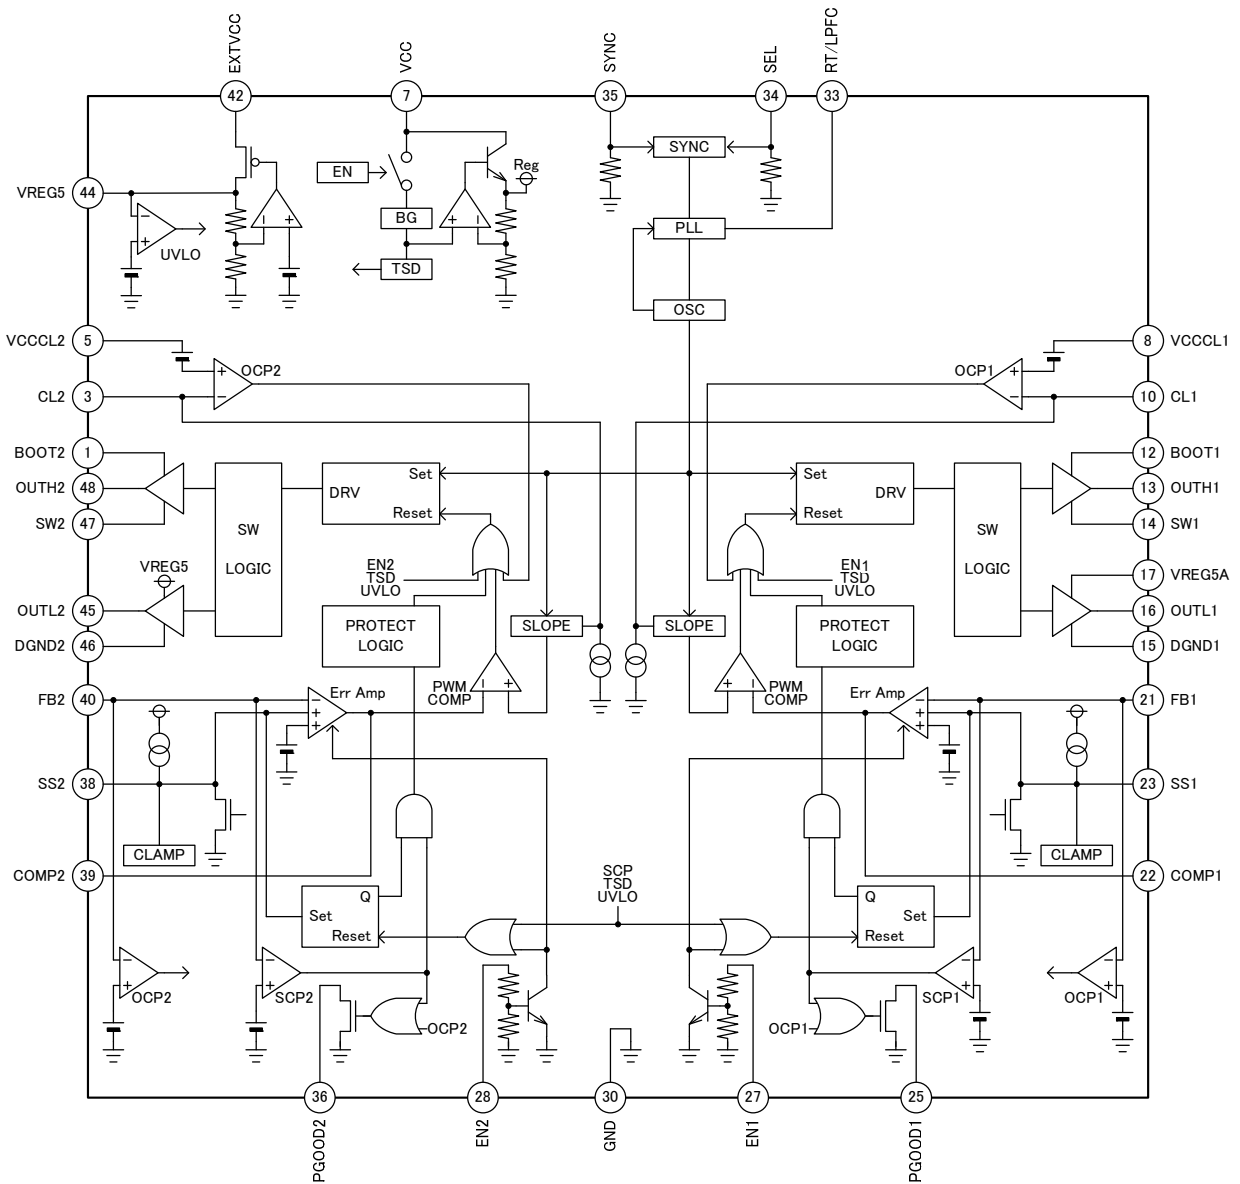 EXTVCC
VCC
SYNC
SEL
RT/LPFC
42
7
35
34
33
SYNC
EN
Reg
VREG5
44
BG
PLL
UVLO
TSD
OSC
VCCCL2
5
OCP2
OCP1
8
VCCCL1
CL2
3
10
CL1
BOOT2
1
12
BOOT1
Set
Set
OUTH2
48
DRV
DRV
13
OUTH1
Reset
Reset
SW2
47
SW
LOGIC
SW
LOGIC
14
SW1
VREG5
EN2
TSD
UVLO
EN1
TSD
UVLO
17
VREG5A
OUTL2
45
16
OUTL1
PROTECT
LOGIC
SLOPE
SLOPE
PROTECT
LOGIC
DGND2
46
15
DGND1
FB2
40
Err Amp
PWM
COMP
PWM
COMP
Err Amp
21
FB1
SS2
38
23
SS1
CLAMP
CLAMP
COMP2
39
SCP
TSD
UVLO
22
COMP1
Q
Set
Reset
Q
Set
Reset
OCP2
SCP2
SCP1
OCP1
OCP2
OCP1
36
28
30
27
25
PGOOD2
EN2
GND
EN1
PGOOD1